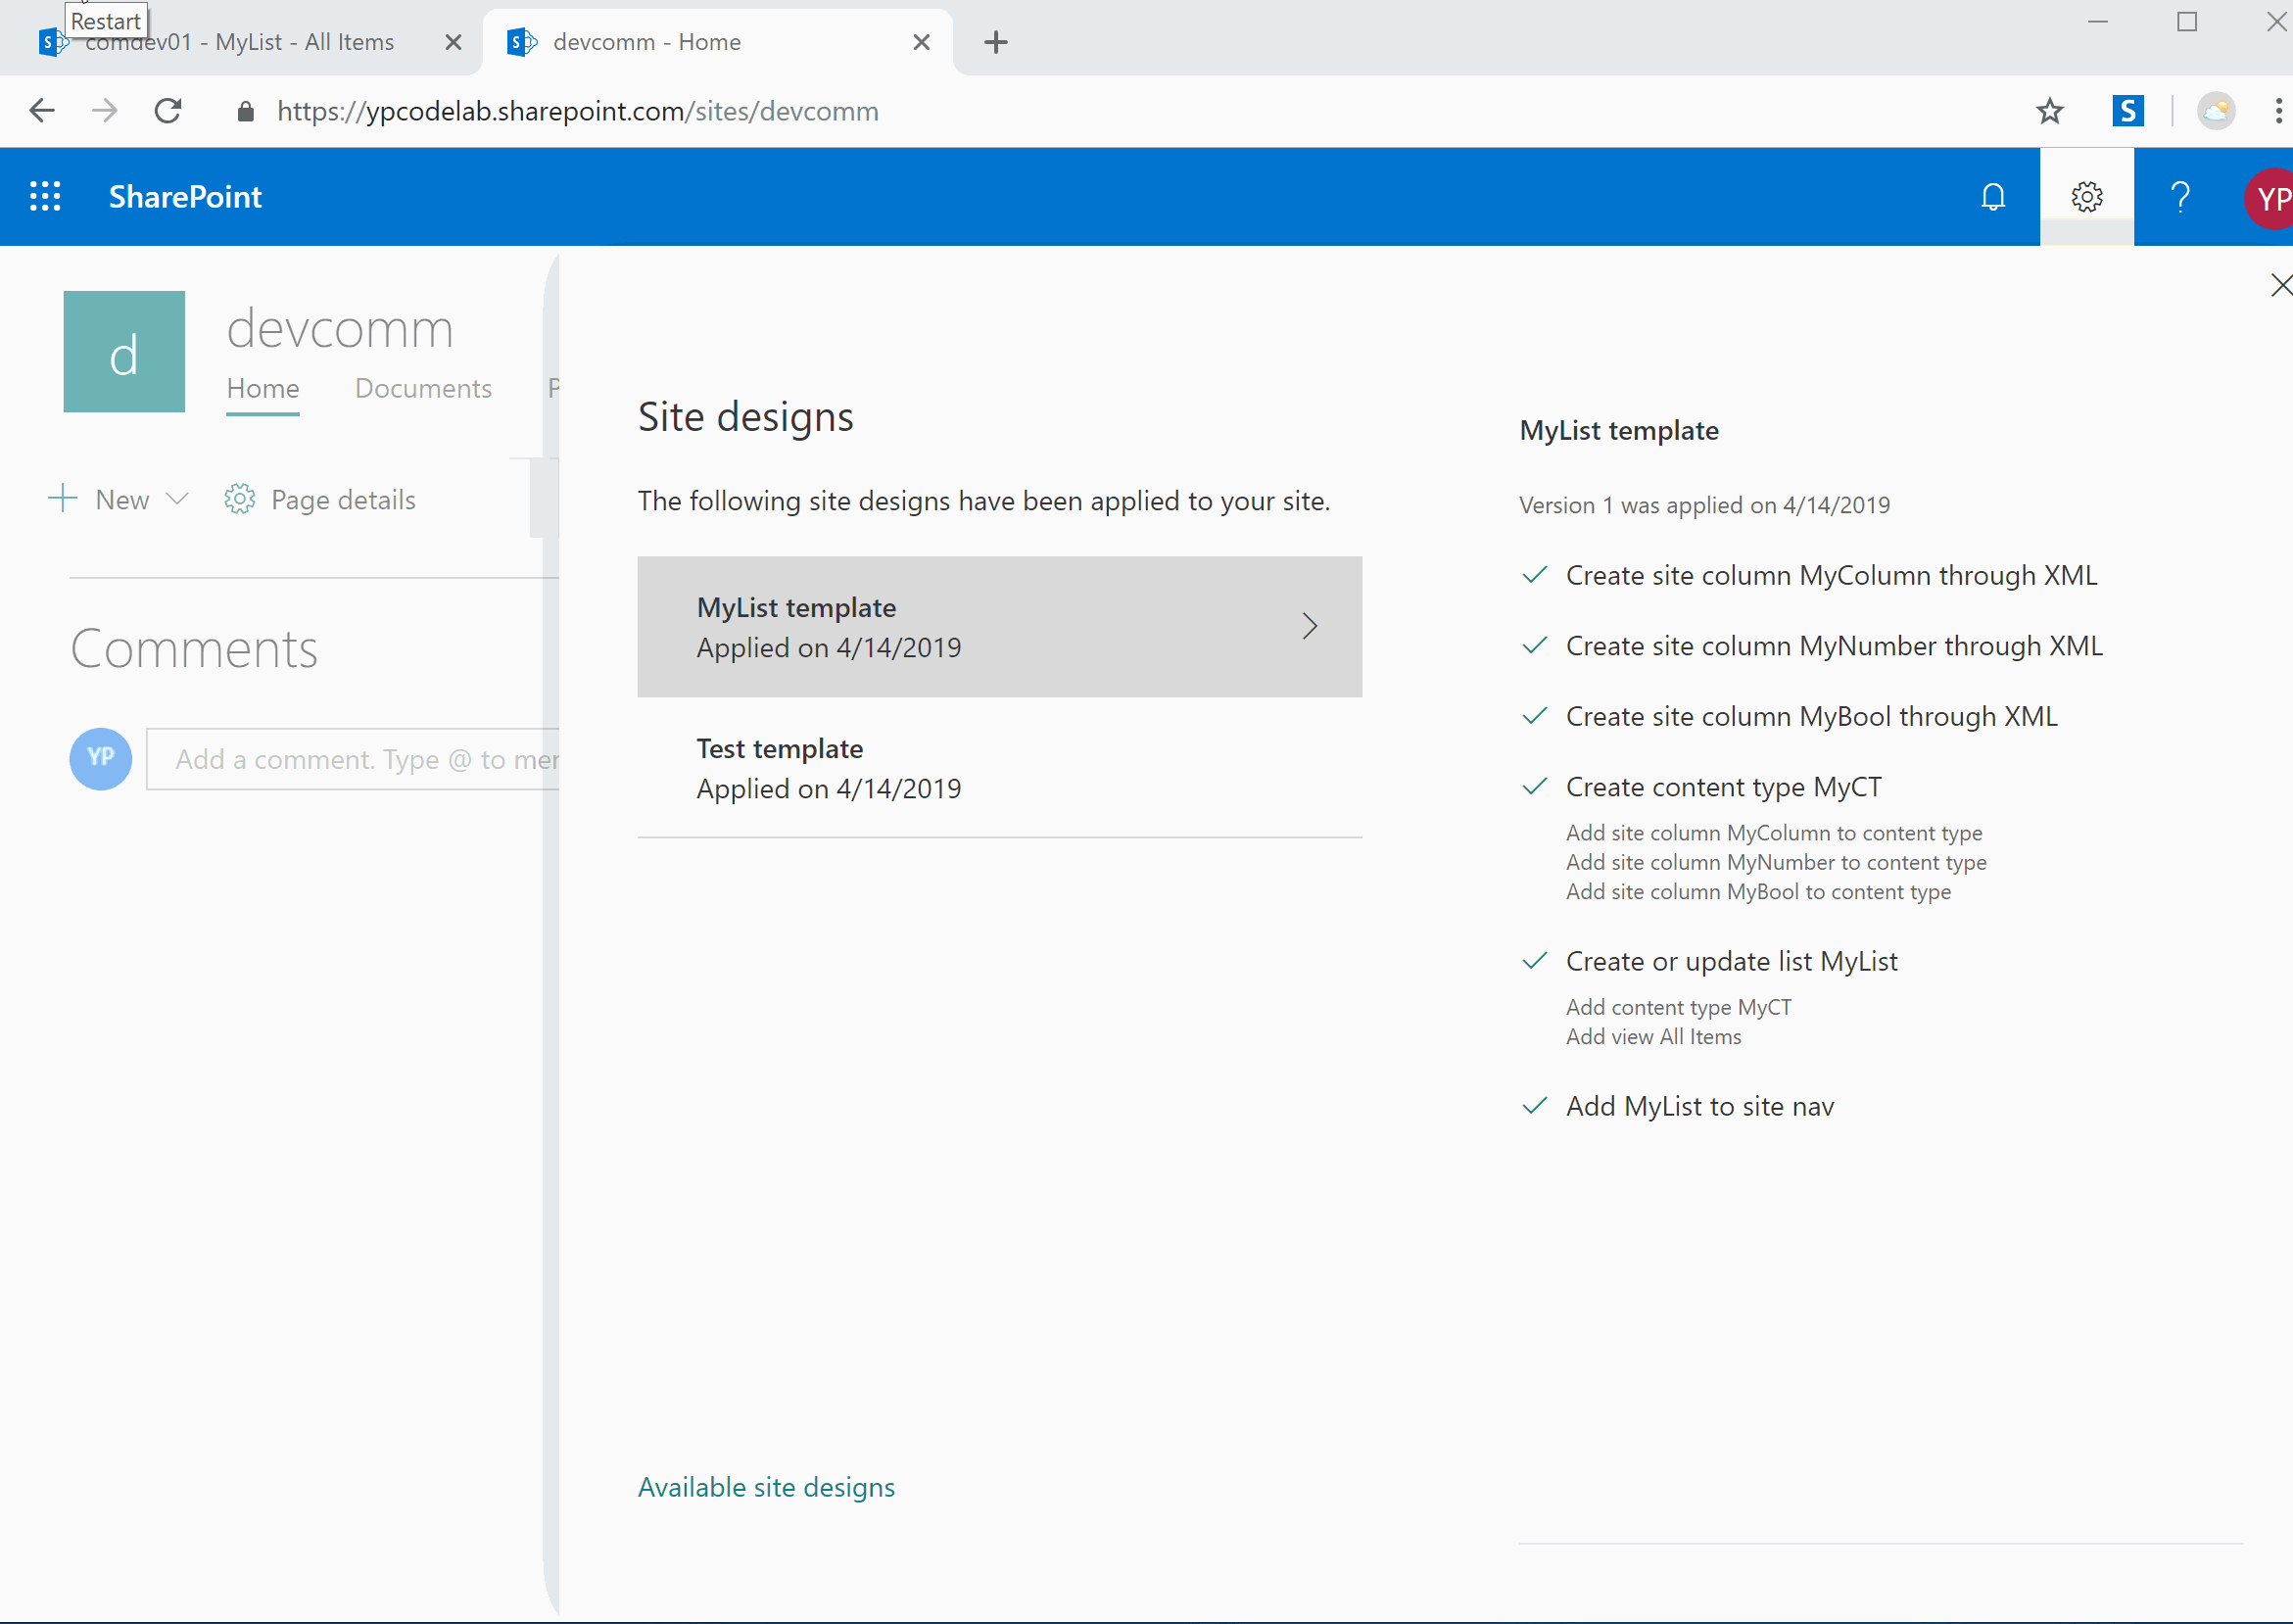 Restart
comdev01 - MyList - All Items
devcomm - Home
https://ypcodelab.sharepoint.com/sites/devcomm
S
SharePoint
?
YP
d
devcomm
Home Documents P
New Page details
Comments
YP
Add a comment. Type @ to mer
Site designs
The following site designs have been applied to your site.
MyList template
Applied on 4/14/2019
Test template
Applied on 4/14/2019
Available site designs
MyList template
Version 1 was applied on 4/14/2019
Create site column MyColumn through XML
Create site column MyNumber through XML
Create site column MyBool through XML
Create content type MyCT
Add site column MyColumn to content type
Add site column MyNumber to content type
Add site column MyBool to content type
Create or update list MyList
Add content type MyCT
Add view All Items
Add MyList to site nav